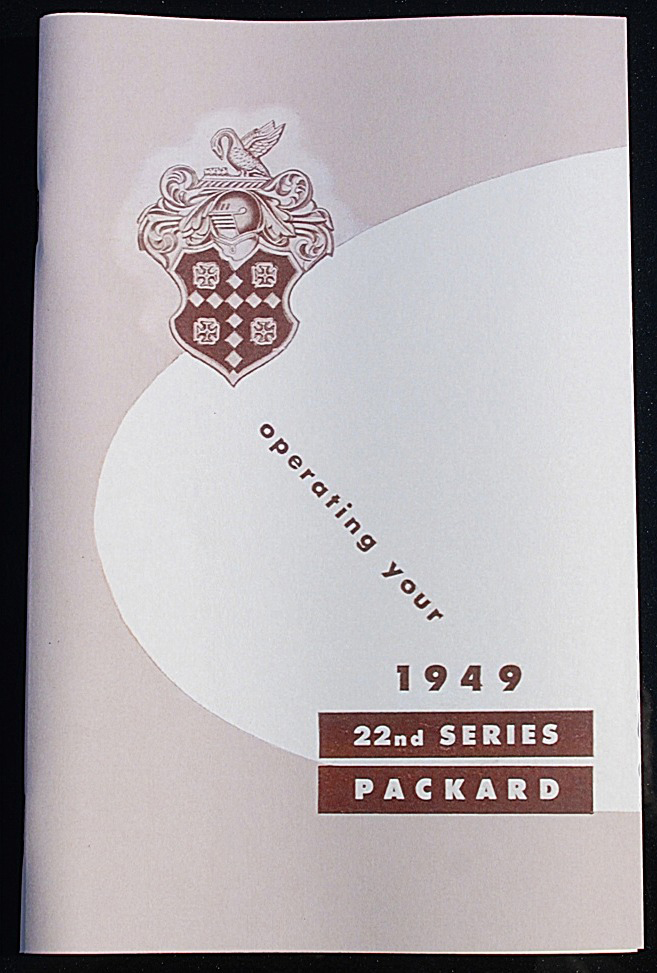 operating your
1949
22nd SERIES
PACKARD